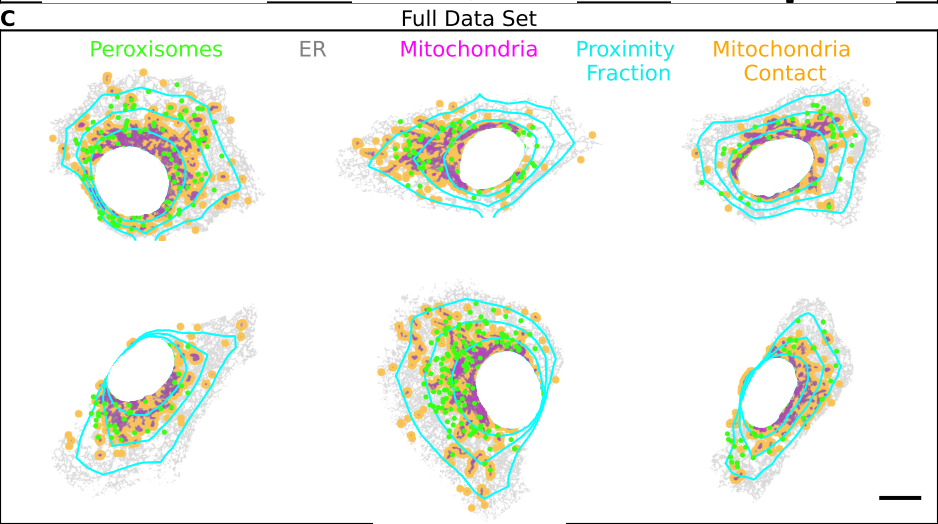 C
Full Data Set
Peroxisomes ER Mitochondria Proximity Mitochondria
Fraction Contact